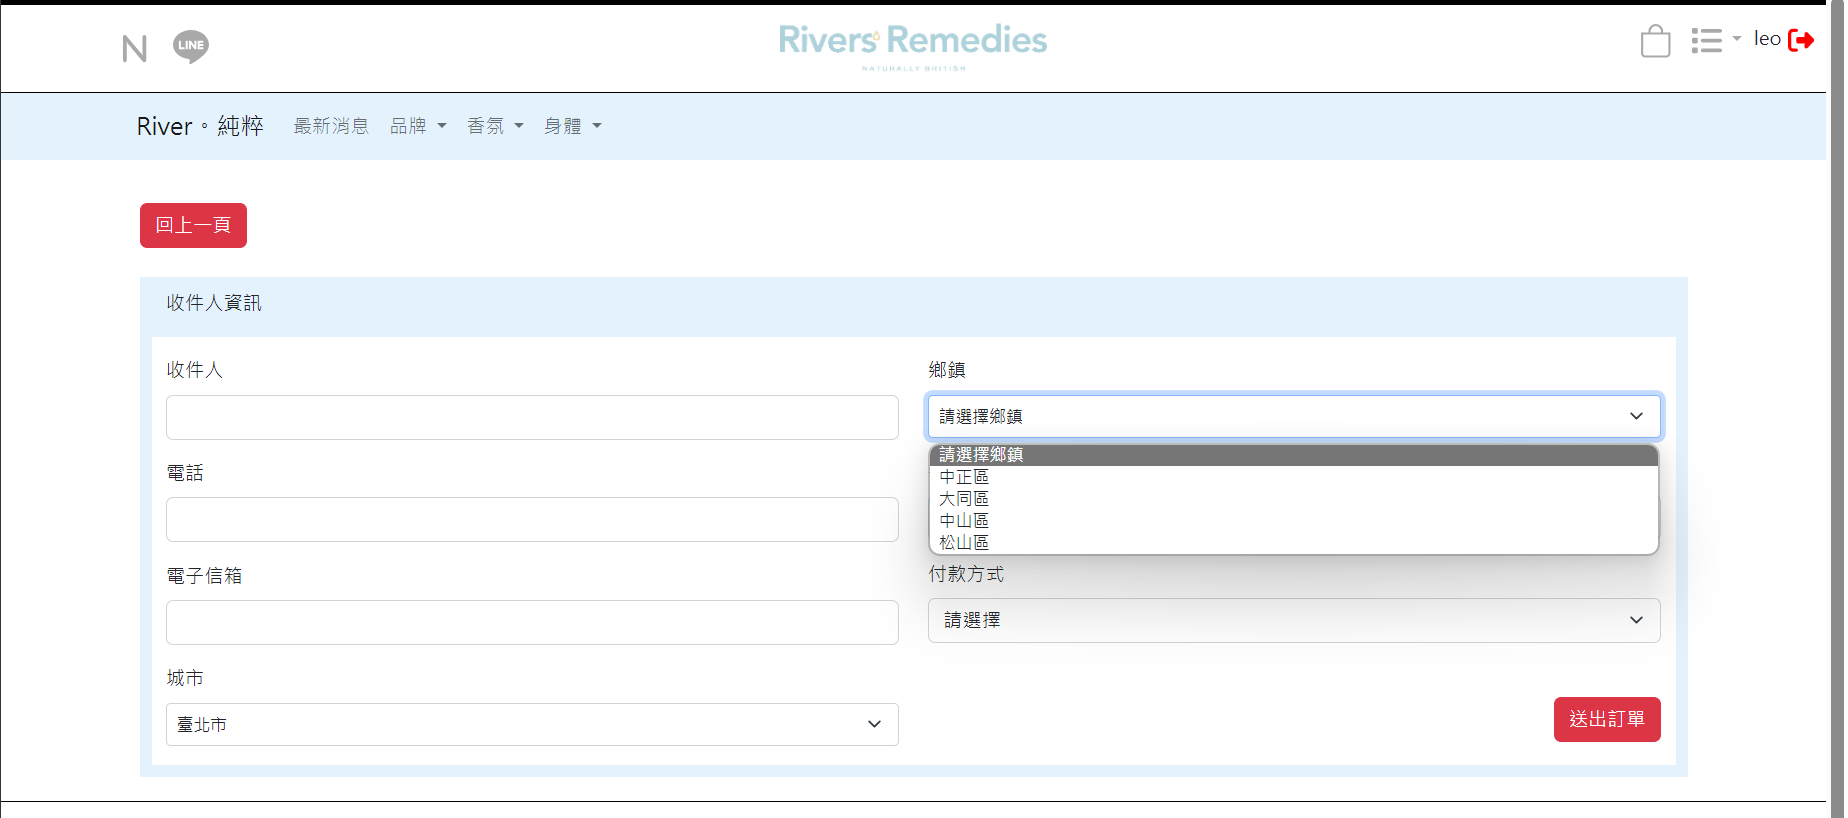 N LINE
Rivers Remedies
NATURALLY BRITISH
leo
River。純粹 最新消息 品牌 香氛 身體
回上一頁
收件人資訊
收件人
電話
電子信箱
城市
臺北市
鄉鎮
請選擇鄉鎮
請選擇鄉鎮
中正區
大同區
中山區
松山區
付款方式
請選擇
送出訂單